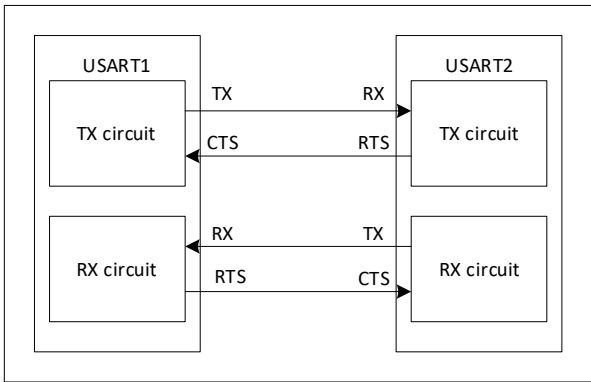 USART1
USART2
TX
RX
TX circuit
TX circuit
CTS
RTS
RX
TX
RX circuit
RX circuit
RTS
CTS